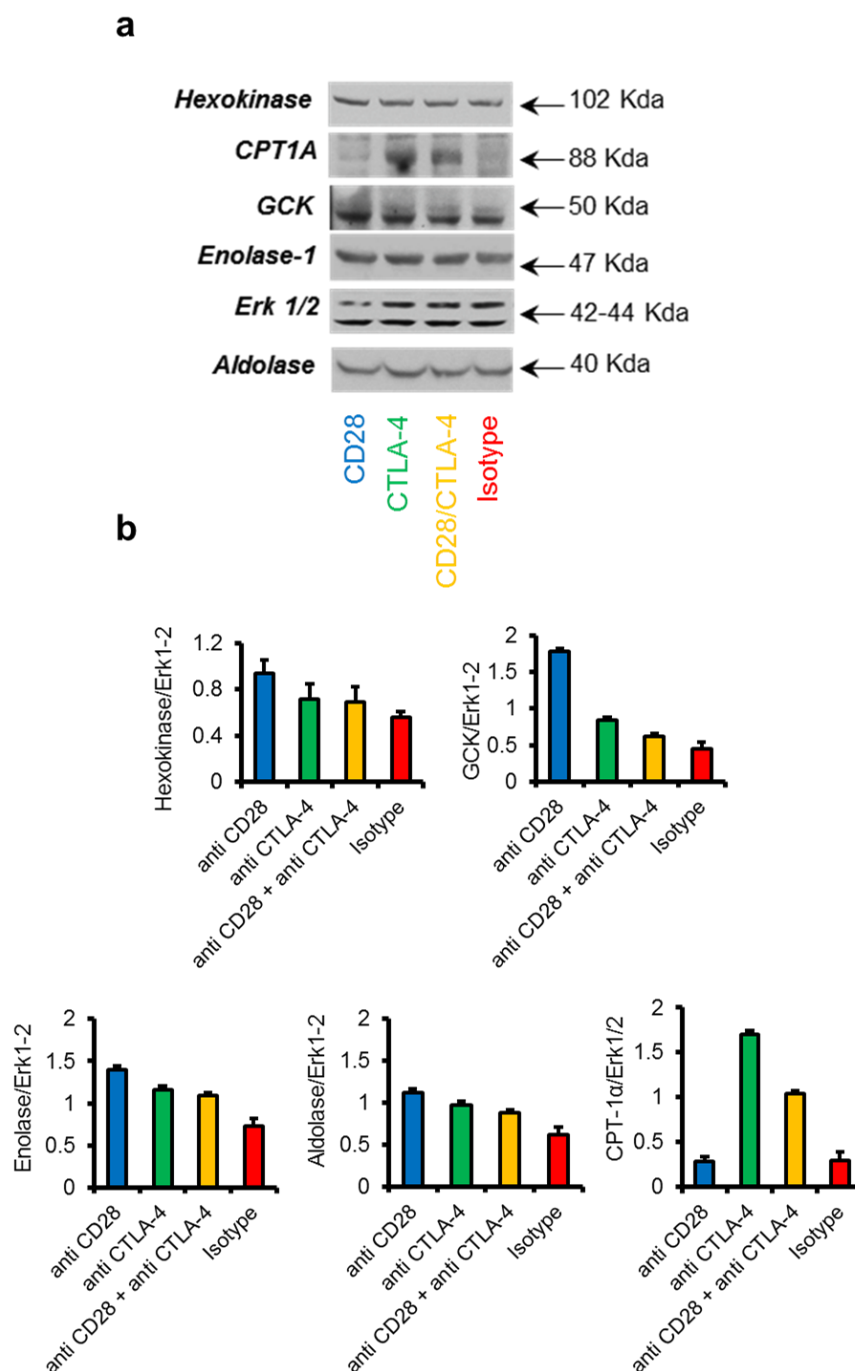 a
Hexokinase
102 Kda
CPT1A
88 Kda
GCK
50 Kda
Enolase-1
47 Kda
Erk 1/2
42-44 Kda
Aldolase
40 Kda
CD28
CTLA-4
CD28/CTLA-4
Isotype
b
Hexokinase/Erk1-2
1.2
0.8
0.4
0
anti CD28
anti CTLA-4
anti CD28 + anti CTLA-4
Isotype
GCK/Erk1-2
2
1.5
1
0.5
0
anti CD28
anti CTLA-4
anti CD28 + anti CTLA-4
Isotype
Enolase/Erk1-2
2
1.5
1
0.5
0
anti CD28
anti CTLA-4
anti CD28 + anti CTLA-4
Isotype
Aldolase/Erk1-2
2
1.5
1
0.5
0
anti CD28
anti CTLA-4
anti CD28 + anti CTLA-4
Isotype
CPT-1α/Erk1/2
2
1.5
1
0.5
0
anti CD28
anti CTLA-4
anti CD28 + anti CTLA-4
Isotype